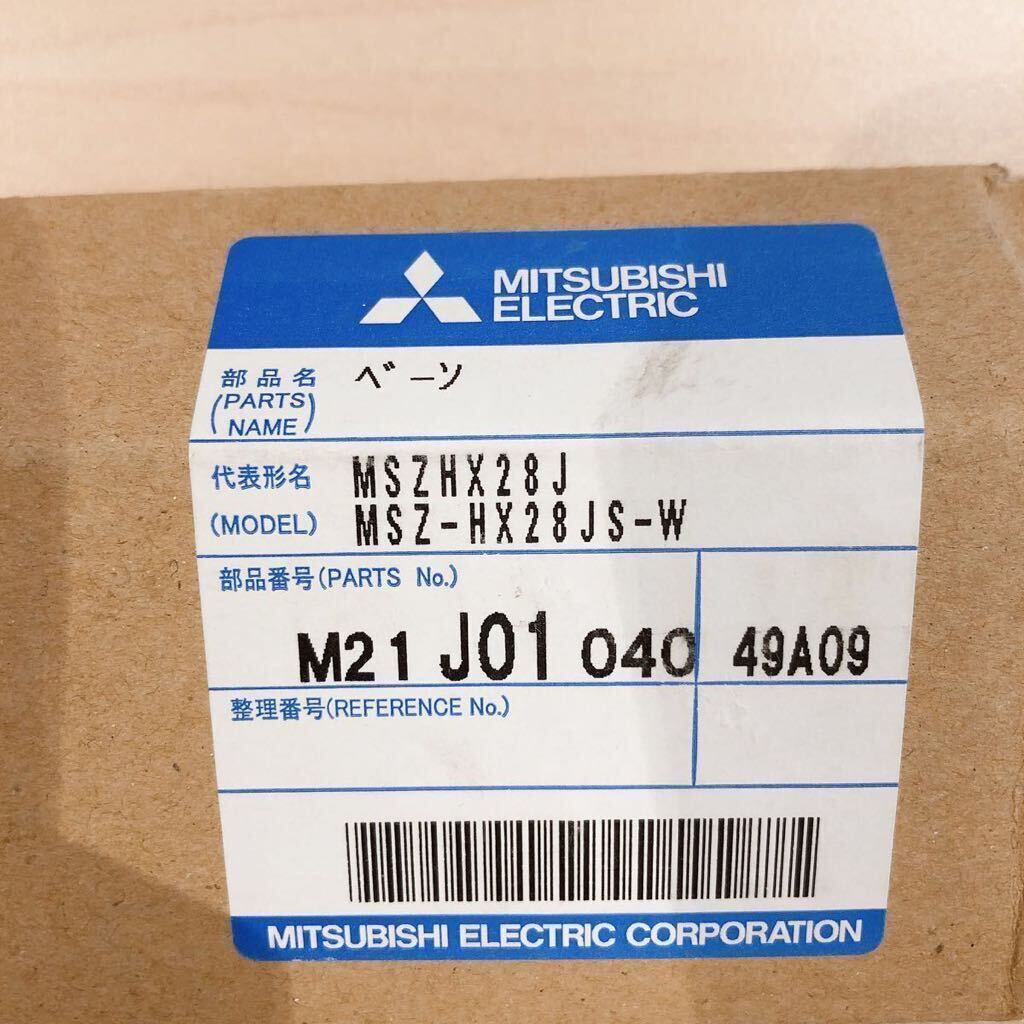 MITSUBISHI
ELECTRIC
部品名 ベーン
(PARTS NAME)
代表形名 MSZHX28J
(MODEL) MSZ-HX28JS-W
部品番号(PARTS No.)
M21 J01 040 49A09
整理番号(REFERENCE No.)
MITSUBISHI ELECTRIC CORPORATION